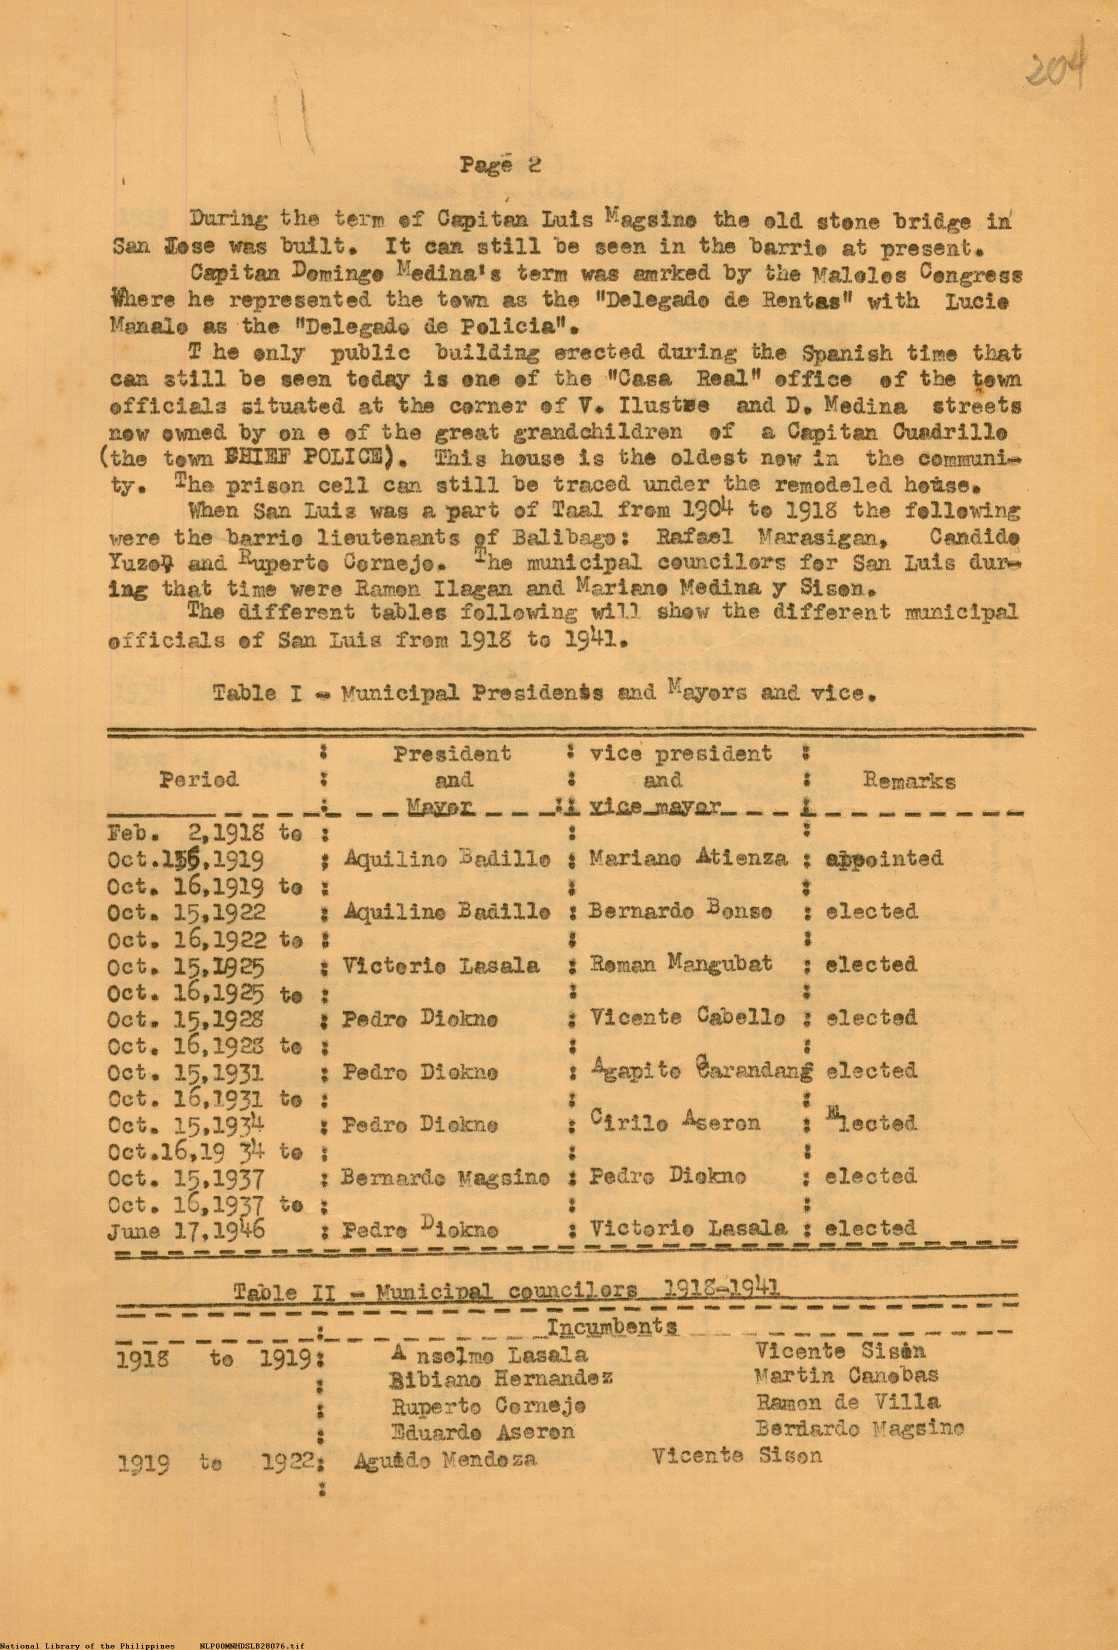 204
Page 2
During the term of Capitan Luis Magsino the old stone bridge in
San Jose was built. It can still be seen in the barrio at present.
Capitan Domingo Medina's term was amrked by the Malolos Congress
Where he represented the town as the "Delegado de Rentas" with Lucio
Manalo as the "Delegado de Policia".
T he only public building erected during the Spanish time that
can still be seen today is one of the "Casa Real" office of the town
officials situated at the corner of V. Ilustre and D. Medina streets
now owned by on e of the great grandchildren of a Capitan Cuadrillo
(the town CHIEF POLICE). This house is the oldest now in the communi-
ty. The prison cell can still be traced under the remodeled house.
When San Luis was a part of Taal from 1904 to 1918 the following
were the barrio lieutenants of Balibago: Rafael Marasigan, Candido
Yuzon and Ruperto Cornejo. The municipal councilors for San Luis dur-
ing that time were Ramon Ilagan and Mariano Medina y Sison.
The different tables following will show the different municipal
officials of San Luis from 1918 to 1941.
Table I - Municipal Presidents and Mayors and vice.
: President : vice president :
Period : and : and : Remarks
: Mayor :: vice mayor :
Feb. 2,1918 to : : :
Oct.15,1919 : Aquilino Badillo : Mariano Atienza : appointed
Oct. 16,1919 to : : :
Oct. 15,1922 : Aquilino Badillo : Bernardo Bonso : elected
Oct. 16,1922 to : : :
Oct. 15,1925 : Victorio Lasala : Roman Mangubat : elected
Oct. 16,1925 to : : :
Oct. 15,1928 : Pedro Diokno : Vicente Cabello : elected
Oct. 16,1928 to : : :
Oct. 15,1931 : Pedro Diokno : Agapito Carandang elected
Oct. 16,1931 to : : :
Oct. 15,1934 : Pedro Diokno : Cirilo Aseron : Elected
Oct.16,19 34 to : : :
Oct. 15,1937 : Bernardo Magsino : Pedro Diokno : elected
Oct. 16,1937 to : : :
June 17,1946 : Pedro Diokno : Victorio Lasala : elected
Table II - Municipal councilors 1918-1941
: Incumbents
1918 to 1919: A nselmo Lasala Vicente Sison
: Bibiano Hernandez Martin Canobas
: Ruperto Cornejo Ramon de Villa
: Eduardo Aseron Bernardo Magsino
1919 to 1922: Aguido Mendoza Vicente Sison
:
National Library of the Philippines NLPOOMNHDSLB28076.tif